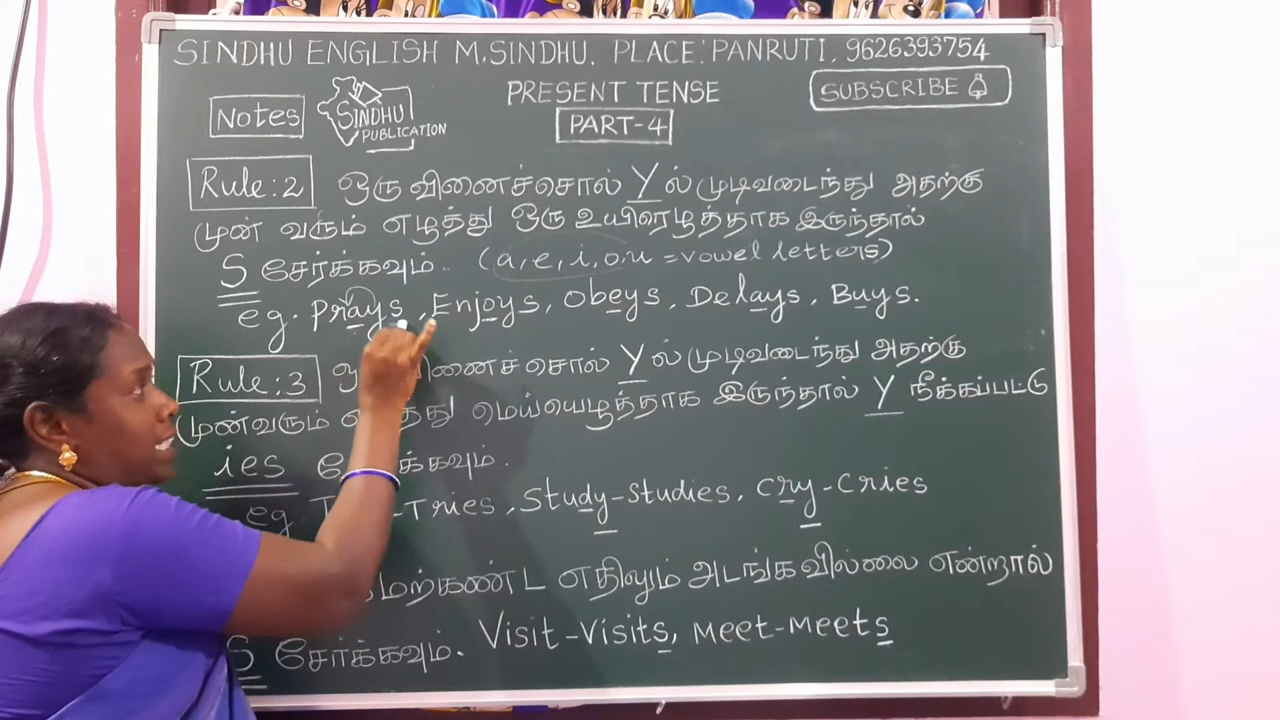 SINDHU ENGLISH M.SINDHU. PLACE: PANRUTI, 9626393754
Notes
SINDHU
PUBLICATION
PRESENT TENSE
PART-4
SUBSCRIBE
Rule:2 ஒரு வினைச்சொல் Y ல் முடிவடைந்து அதற்கு
முன் வரும் எழுத்து ஒரு உயிரெழுத்தாக இருந்தால்
S சேர்க்கவும். (a,e,i,o.u = vowel letters)
eg. Prays, Enjoys, Obeys, Delays, Buys.
Rule:3 Y ல் முடிவடைந்து அதற்கு
முன்வரும் மெய்யெழுத்தாக இருந்தால் Y நீக்கப்பட்டு
ies
eg. -Tries, Study-Studies, Cry-Cries
எதிலும் அடங்கவில்லை என்றால்
S சேர்க்கவும். Visit-Visits, Meet-Meets